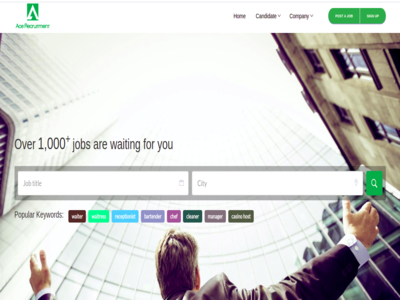 Ace Recruitment
Home
Candidate
Company
POST A JOB
SIGN UP
Over 1,000+ jobs are waiting for you
Job title
City
Popular Keywords:
waiter
waitress
receptionist
bartender
chef
cleaner
manager
casino host